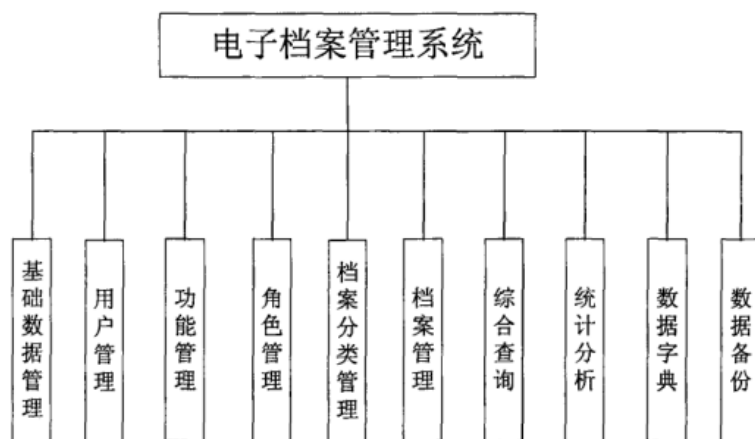 电子档案管理系统
基础数据管理
用户管理
功能管理
角色管理
档案分类管理
档案管理
综合查询
统计分析
数据字典
数据备份